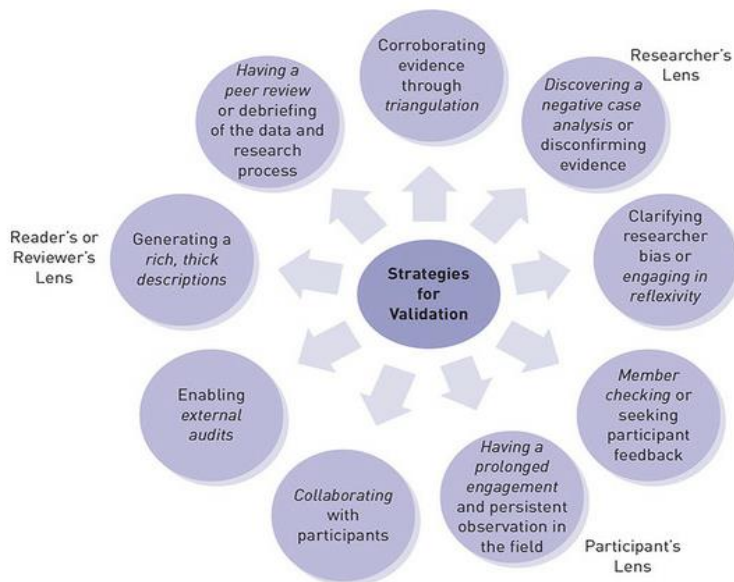 Corroborating
evidence
through
triangulation
Researcher's
Lens
Discovering a
negative case
analysis or
disconfirming
evidence
Clarifying
researcher
bias or
engaging in
reflexivity
Member
checking or
seeking
participant
feedback
Participant's
Lens
Having a
prolonged
engagement
and persistent
observation in
the field
Collaborating
with
participants
Enabling
external
audits
Reader's or
Reviewer's
Lens
Generating a
rich, thick
descriptions
Having a
peer review
or debriefing
of the data and
research
process
Strategies
for
Validation